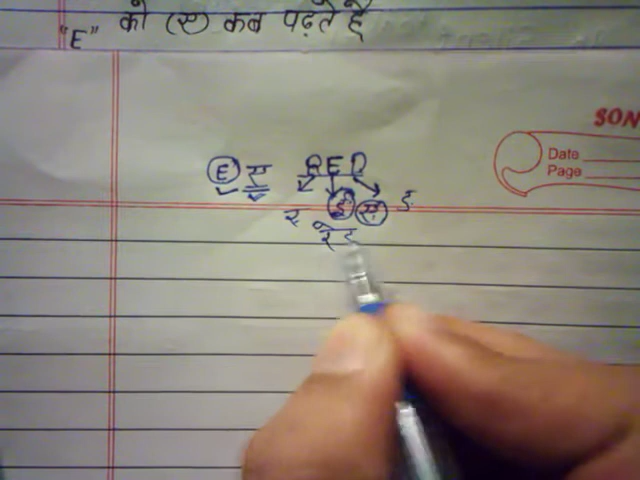 "E" को (ए) कब पढ़ते हैं
SON
Date
Page
E ए RED
र ई ए ड
रेड